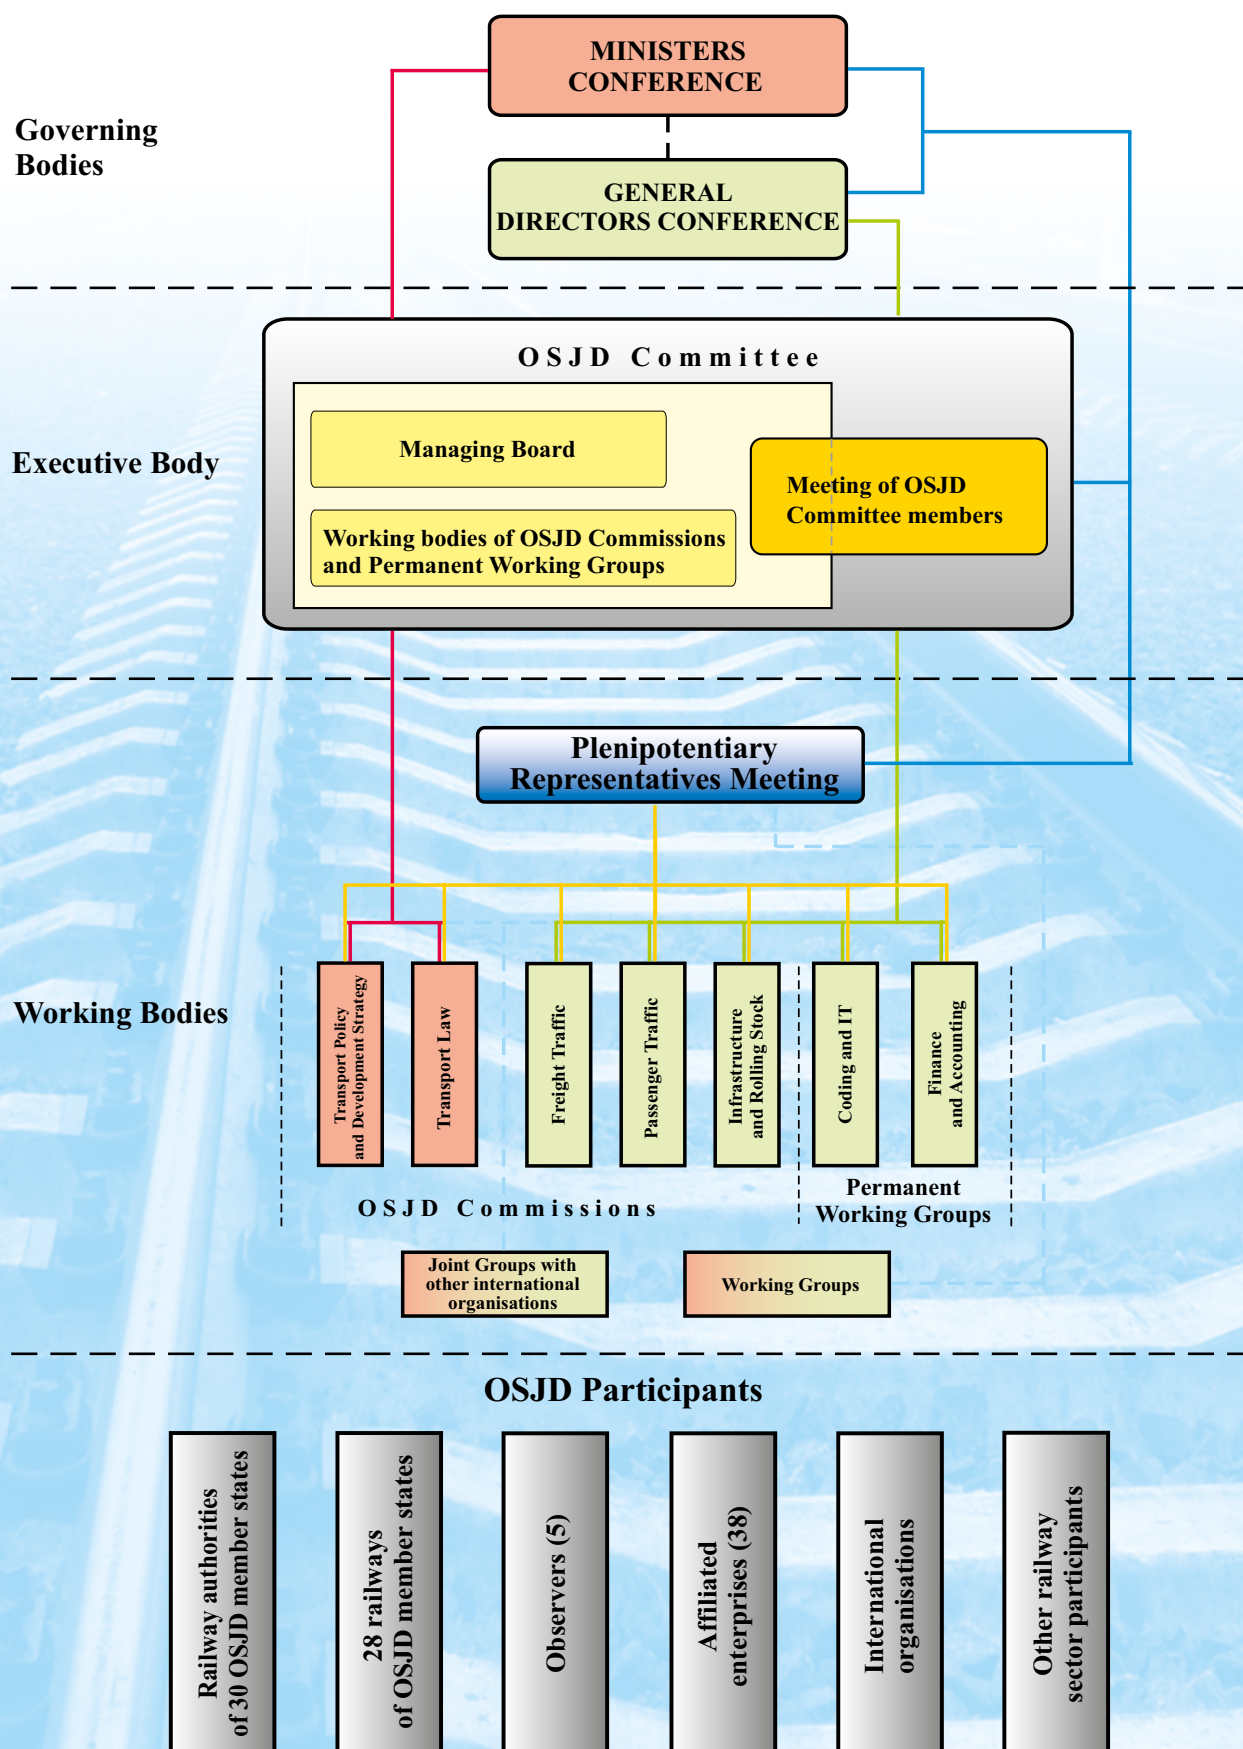 MINISTERS
CONFERENCE
Governing
Bodies
GENERAL
DIRECTORS CONFERENCE
OSJD Committee
Managing Board
Executive Body
Meeting of OSJD
Committee members
Working bodies of OSJD Commissions
and Permanent Working Groups
Plenipotentiary
Representatives Meeting
Working Bodies
Transport Policy
and Development Strategy
Transport Law
Freight Traffic
Passenger Traffic
Infrastructure
and Rolling Stock
Coding and IT
Finance
and Accounting
OSJD Commissions
Permanent
Working Groups
Joint Groups with
other international
organisations
Working Groups
OSJD Participants
Railway authorities
of 30 OSJD member states
28 railways
of OSJD member states
Observers (5)
Affiliated
enterprises (38)
International
organisations
Other railway
sector participants